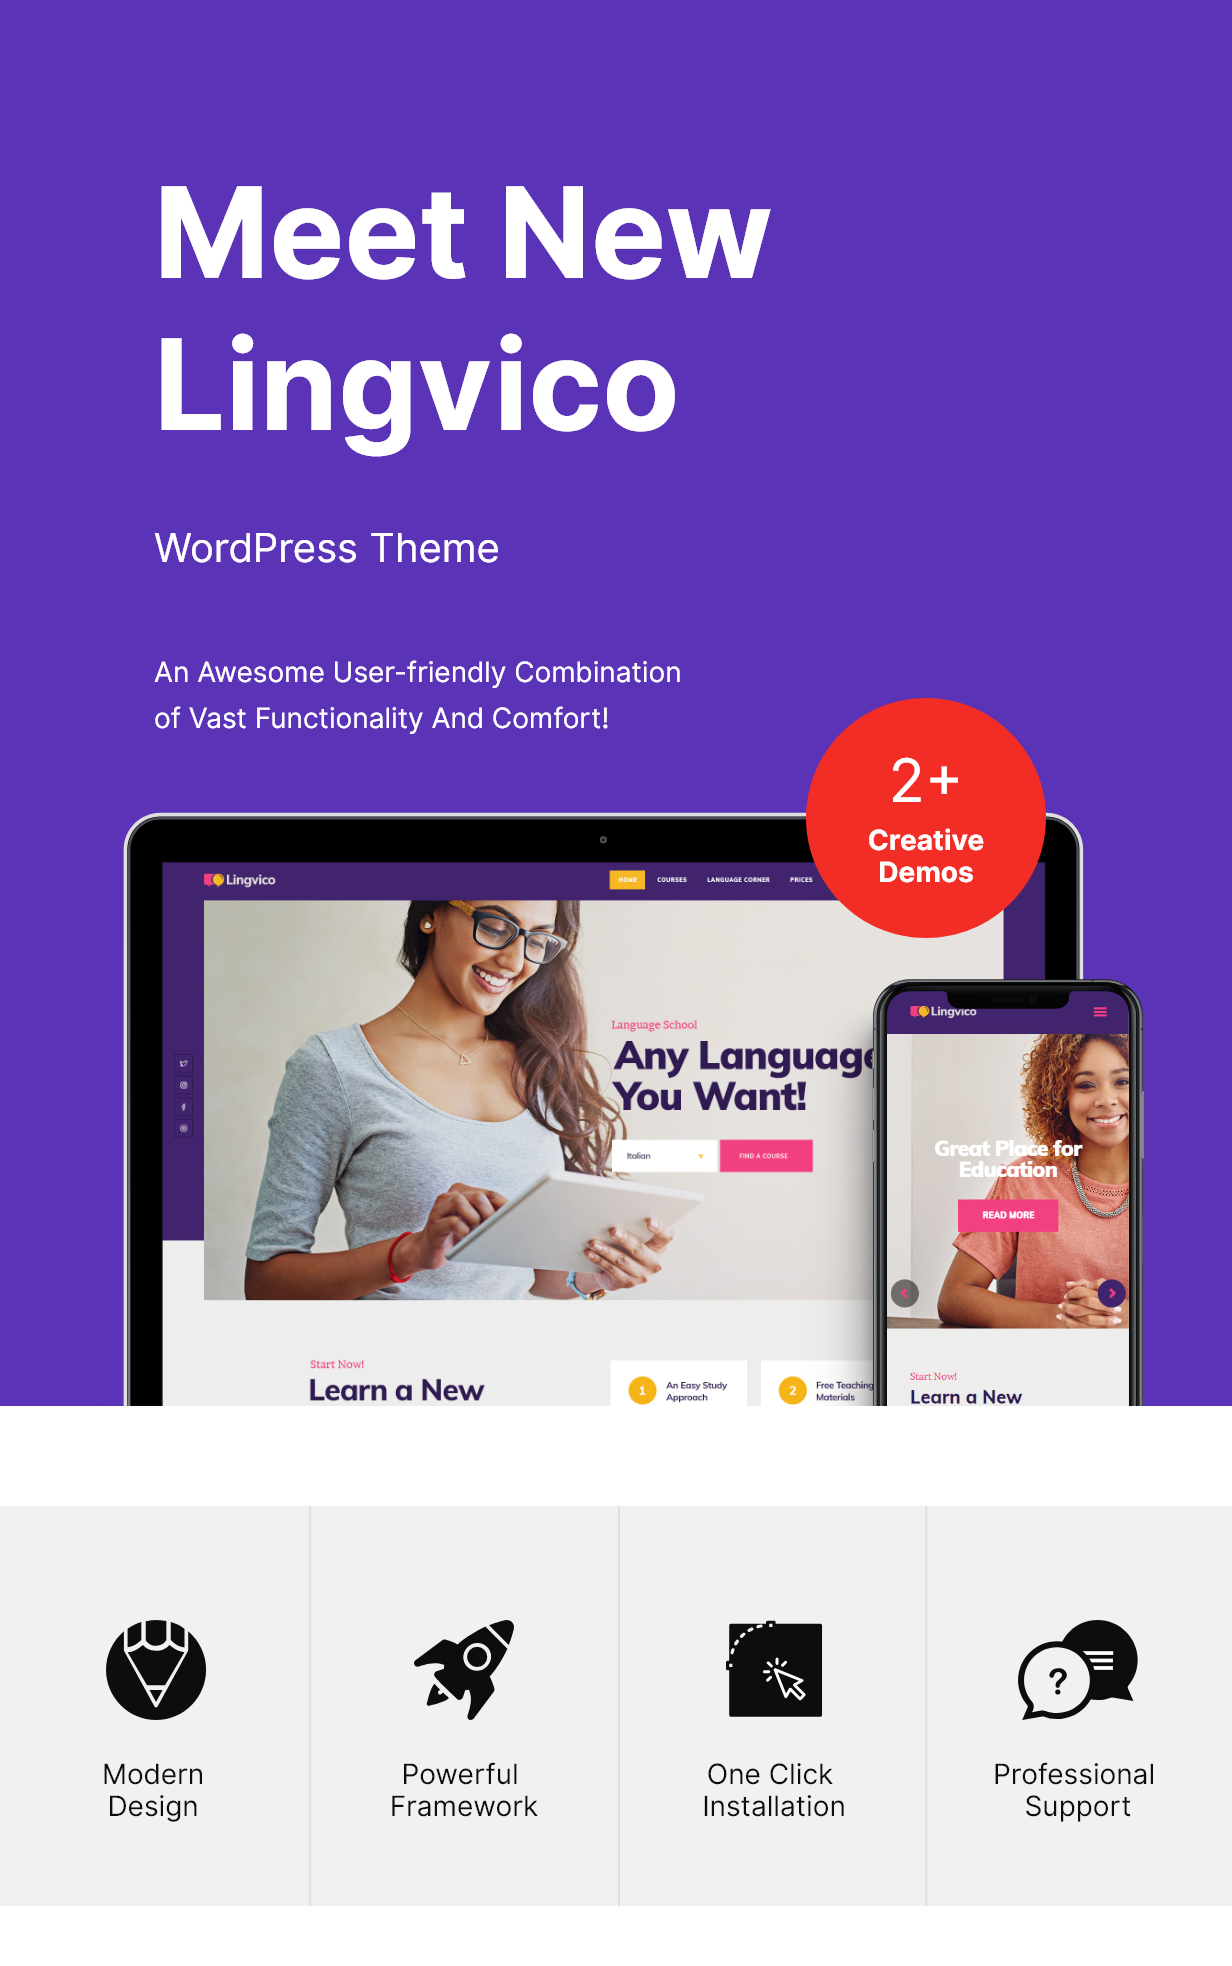 Meet New
Lingvico
WordPress Theme
An Awesome User-friendly Combination
of Vast Functionality And Comfort!
2+
Creative
Demos
Lingvico
HOME
COURSES
LANGUAGE CORNER
PRICES
Language School
Any Language
You Want!
Italian
FIND A COURSE
Start Now!
Learn a New
1
An Easy Study
Approach
2
Free Teaching
Materials
Lingvico
Great Place for
Education
READ MORE
Start Now!
Learn a New
?
Modern
Design
Powerful
Framework
One Click
Installation
Professional
Support